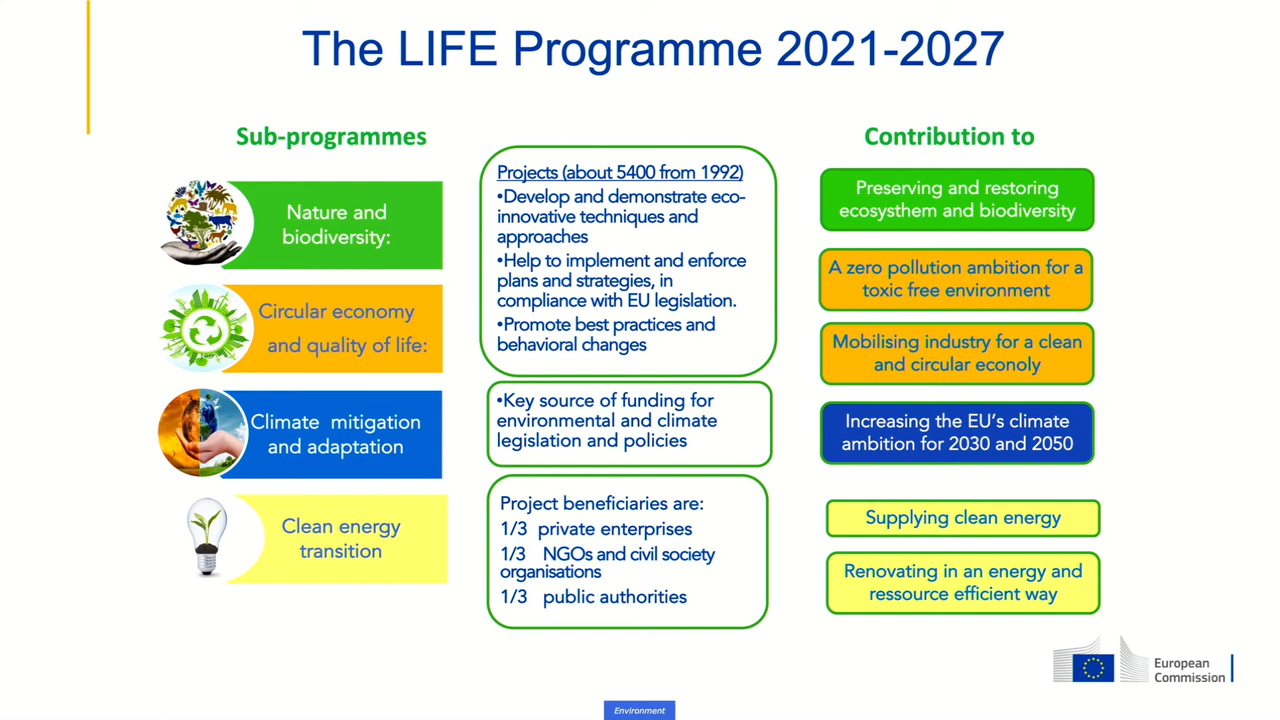 The LIFE Programme 2021-2027
Sub-programmes
Nature and
biodiversity:
Circular economy
and quality of life:
Climate mitigation
and adaptation
Clean energy
transition
Projects (about 5400 from 1992)
•Develop and demonstrate eco-
innovative techniques and
approaches
•Help to implement and enforce
plans and strategies, in
compliance with EU legislation.
•Promote best practices and
behavioral changes
•Key source of funding for
environmental and climate
legislation and policies
Project beneficiaries are:
1/3 private enterprises
1/3 NGOs and civil society
organisations
1/3 public authorities
Contribution to
Preserving and restoring
ecosysthem and biodiversity
A zero pollution ambition for a
toxic free environment
Mobilising industry for a clean
and circular econoly
Increasing the EU's climate
ambition for 2030 and 2050
Supplying clean energy
Renovating in an energy and
ressource efficient way
European
Commission
Environment